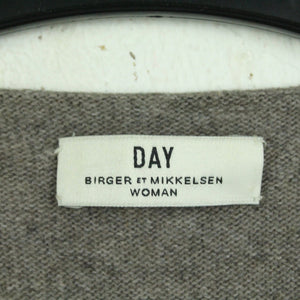 DAY
BIRGER ET MIKKELSEN
WOMAN